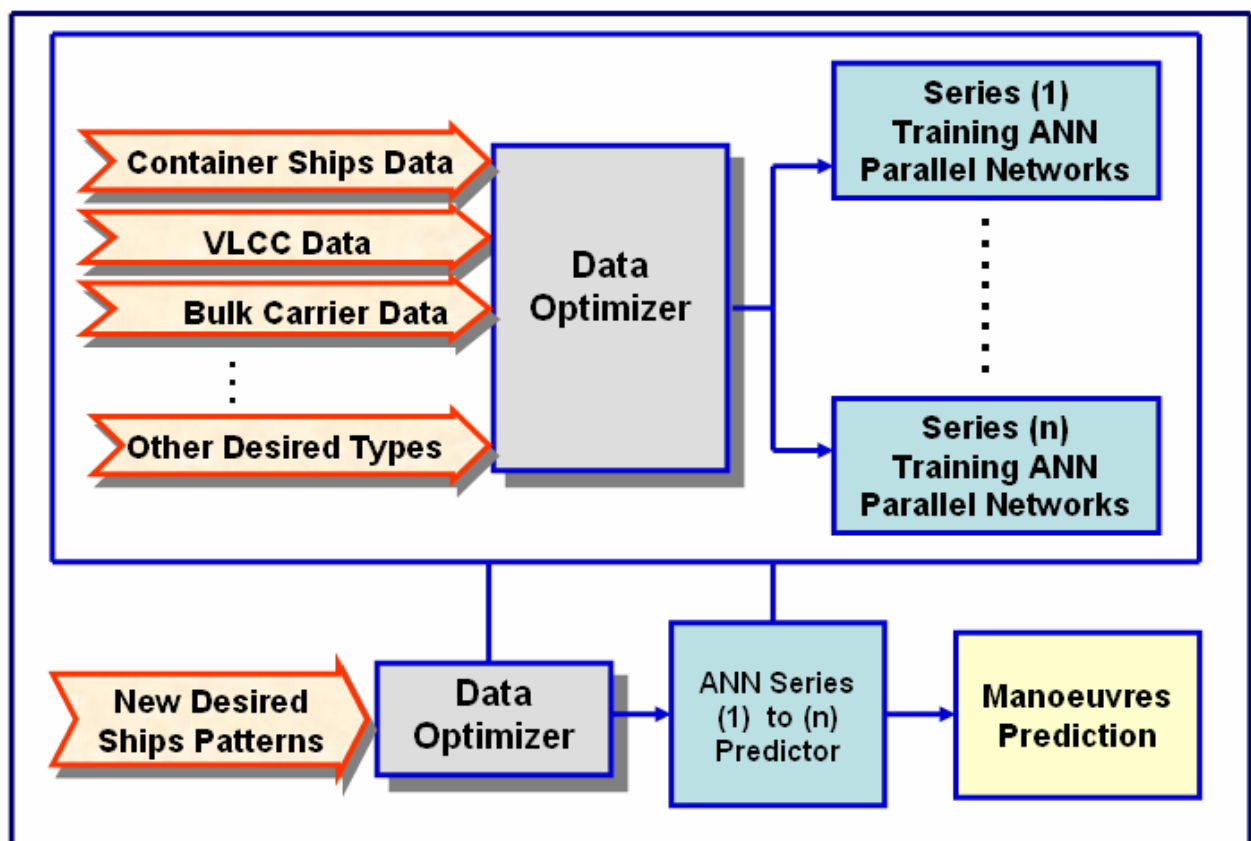 Container Ships Data
VLCC Data
Bulk Carrier Data
Other Desired Types
Data
Optimizer
Series (1)
Training ANN
Parallel Networks
Series (n)
Training ANN
Parallel Networks
New Desired
Ships Patterns
Data
Optimizer
ANN Series
(1) to (n)
Predictor
Manoeuvres
Prediction